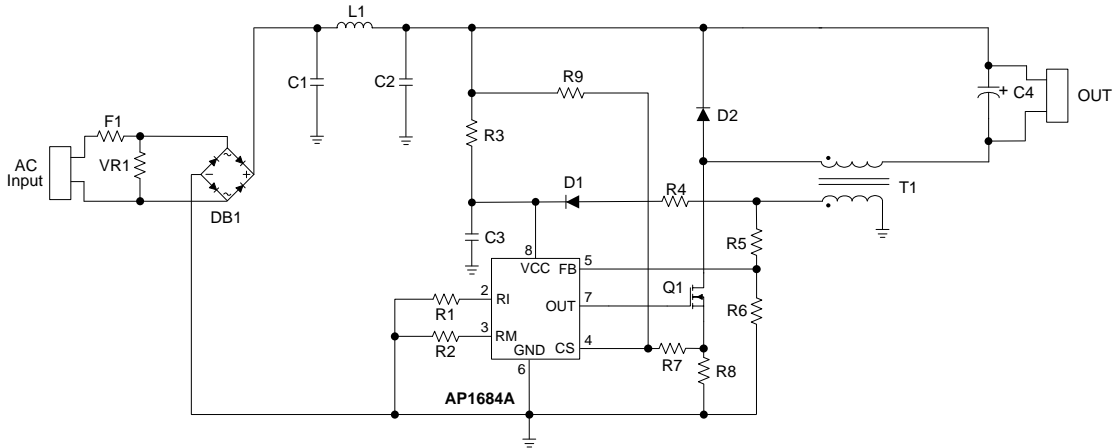 L1
C1
C2
R9
C4
+
OUT
R3
D2
F1
AC
Input
VR1
~
~
-
+
DB1
D1
R4
T1
C3
R5
8
VCC
FB
5
Q1
2
RI
OUT
7
R1
R6
3
RM
R2
GND
CS
4
R7
R8
6
AP1684A